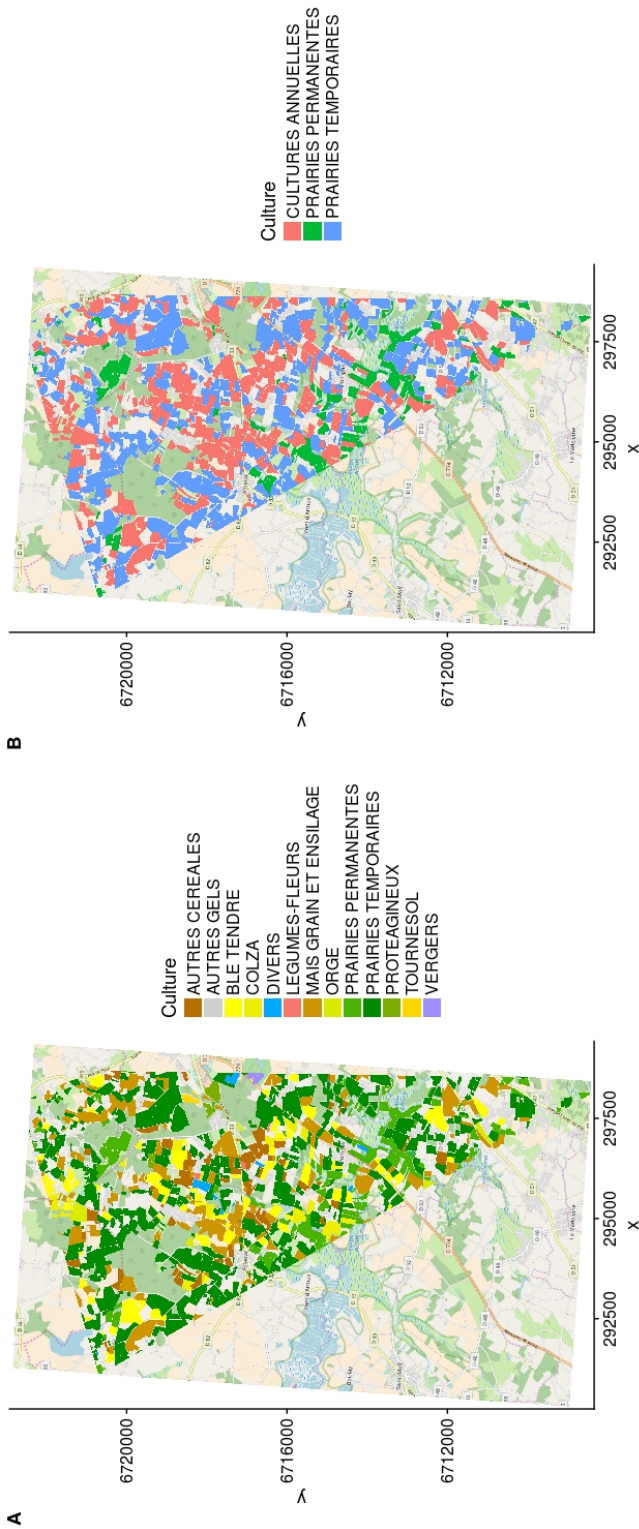 A
y
6720000
6716000
6712000
292500
295000
297500
x
Culture
AUTRES CEREALES
AUTRES GELS
BLE TENDRE
COLZA
DIVERS
LEGUMES-FLEURS
MAIS GRAIN ET ENSILAGE
ORGE
PRAIRIES PERMANENTES
PRAIRIES TEMPORAIRES
PROTEAGINEUX
TOURNESOL
VERGERS
B
y
6720000
6716000
6712000
292500
295000
297500
x
Culture
CULTURES ANNUELLES
PRAIRIES PERMANENTES
PRAIRIES TEMPORAIRES